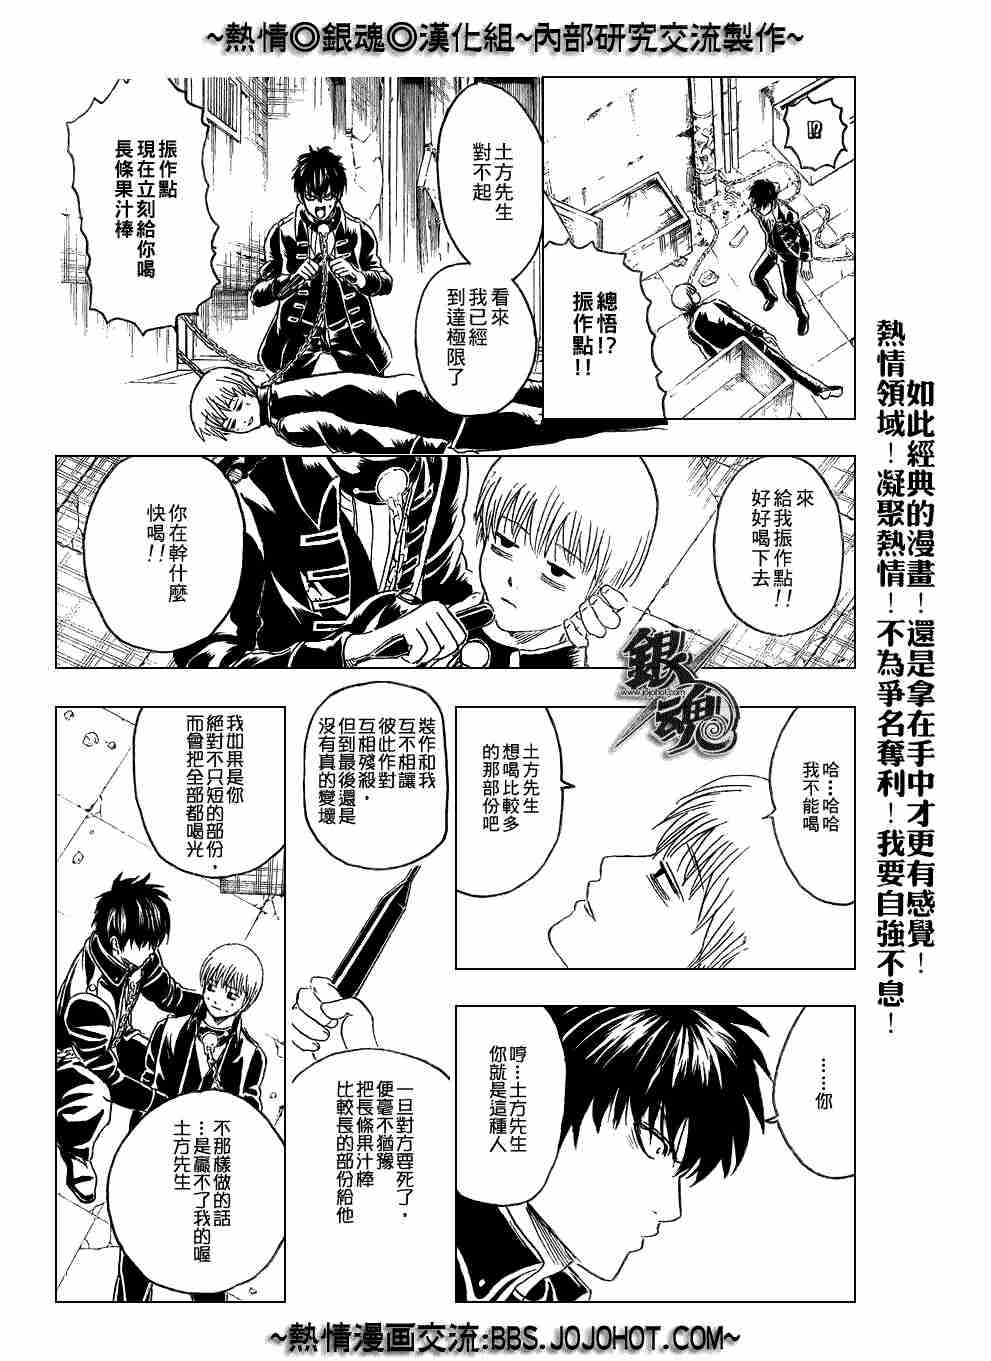 ~熱情◎銀魂◎漢化組~內部研究交流製作~
!?
總悟!?
振作點!!
土方先生
對不起
看來
我已經
到達極限
了
振作點
現在立刻給你喝
長條果汁棒
來
給我振作點!!
好好喝下去
你在幹什麼
快喝!!
銀魂
www.jojohot.com
哈…哈哈
我不能喝
土方先生
想喝比較多
的那部份吧
……你
哼…土方先生
你就是這種人
裝作和我
互不相讓
彼此作對
互相殘殺,
但到最後還是
沒有真的變壞
一旦對方要死了,
便毫不猶豫
把長條果汁棒
比較長的部份給他
我如果是你
絕對不只短的部份,
而會把全部都喝光
不那樣做的話
…是贏不了我的喔
土方先生
如此經典的漫畫!還是拿在手中才更有感覺!
熱情領域!凝聚熱情!不為爭名奪利!我要自強不息!
~熱情漫画交流:BBS.JOJOHOT.COM~